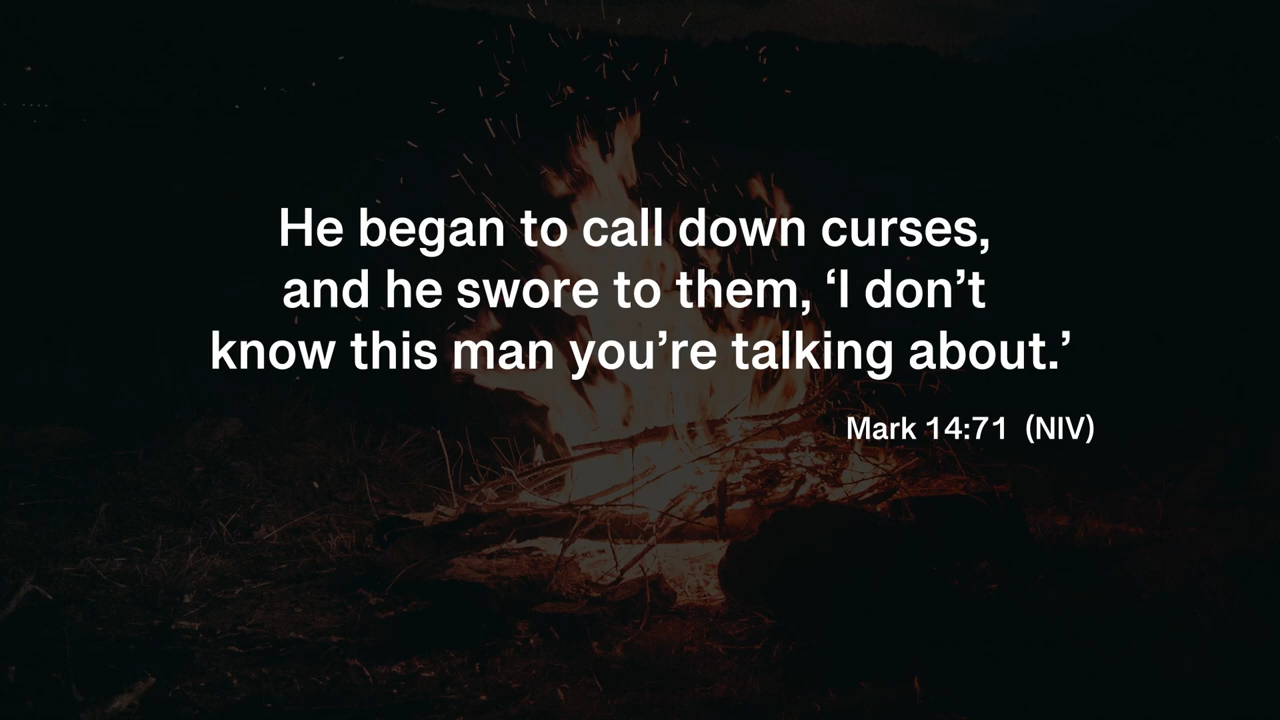 He began to call down curses,
and he swore to them, ‘I don’t
know this man you’re talking about.’
Mark 14:71 (NIV)